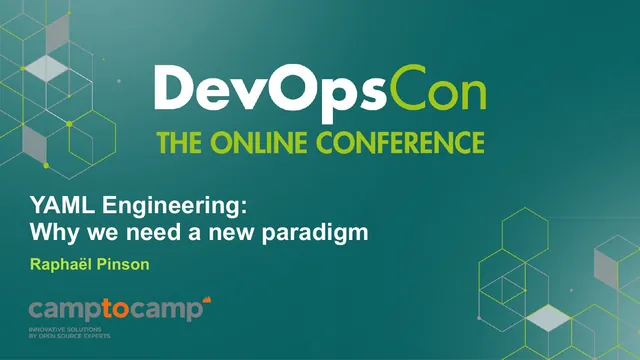 DevOpsCon
THE ONLINE CONFERENCE
YAML Engineering:
Why we need a new paradigm
Raphaël Pinson
camptocamp
INNOVATIVE SOLUTIONS
BY OPEN SOURCE EXPERTS